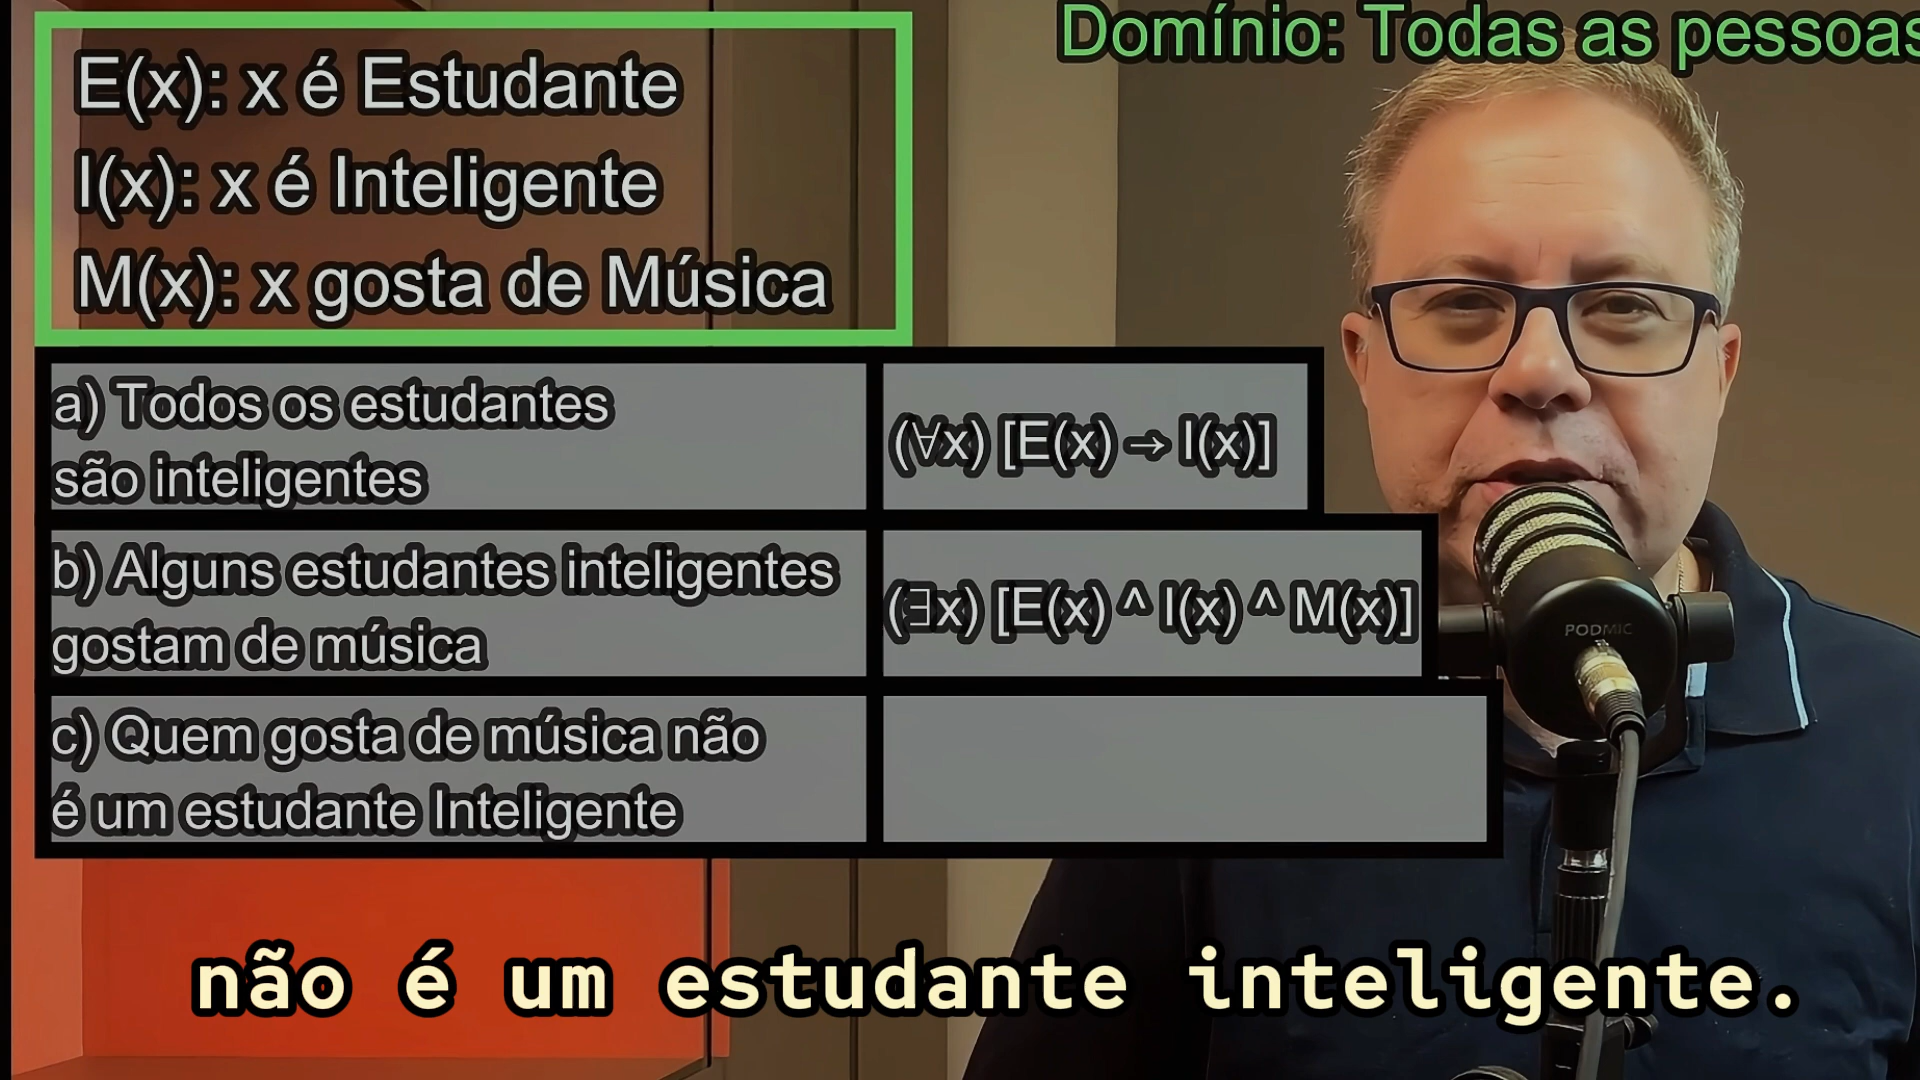 Domínio: Todas as pessoas
E(x): x é Estudante
I(x): x é Inteligente
M(x): x gosta de Música
a) Todos os estudantes
são inteligentes
(∀x) [E(x) → I(x)]
b) Alguns estudantes inteligentes
gostam de música
(∃x) [E(x) ^ I(x) ^ M(x)]
c) Quem gosta de música não
é um estudante Inteligente
PODMIC
não é um estudante inteligente.